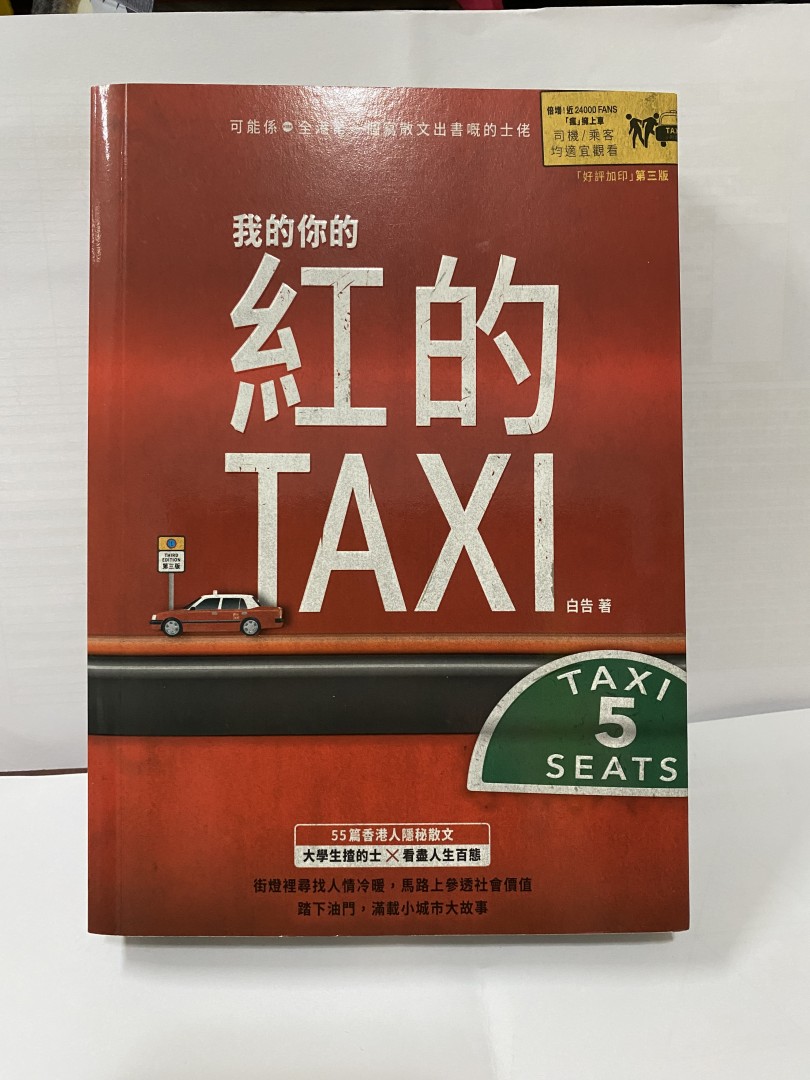 可能係全港第一個寫散文出書嘅的士佬
倍增!近24000 FANS
「瘋」擁上車
司機/乘客
均適宜觀看
TAXI
「好評加印」第三版
我的你的
紅的
TAXI
白告 著
THIRD
EDITION
第三版
TAXI
5
SEATS
55篇香港人隱秘散文
大學生揸的士×看盡人生百態
街燈裡尋找人情冷暖,馬路上參透社會價值
踏下油門,滿載小城市大故事